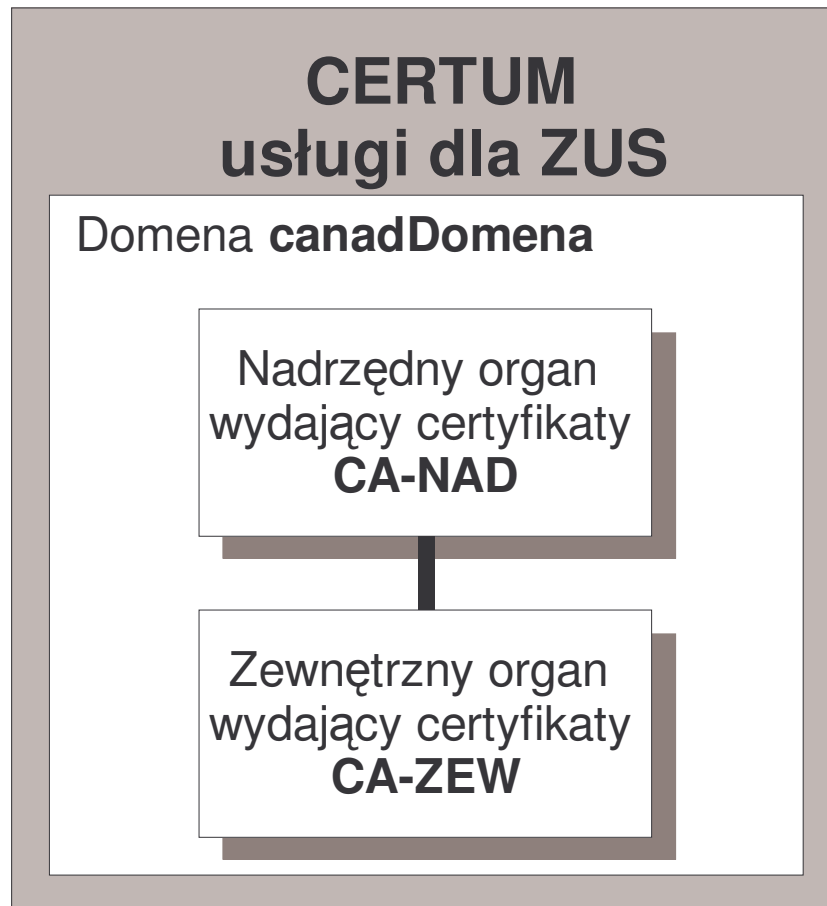 CERTUM
usługi dla ZUS
Domena canadDomena
Nadrzędny organ
wydający certyfikaty
CA-NAD
Zewnętrzny organ
wydający certyfikaty
CA-ZEW